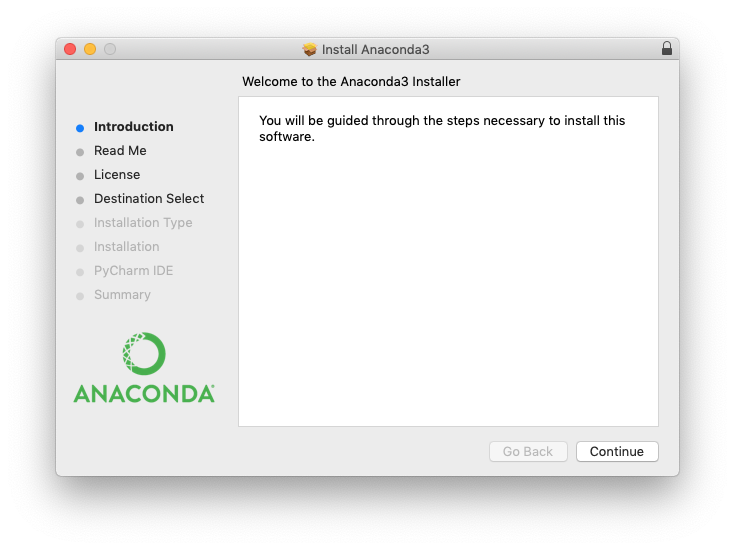 Install Anaconda3
Welcome to the Anaconda3 Installer
Introduction
Read Me
License
Destination Select
Installation Type
Installation
PyCharm IDE
Summary
ANACONDA
You will be guided through the steps necessary to install this
software.
Go Back
Continue